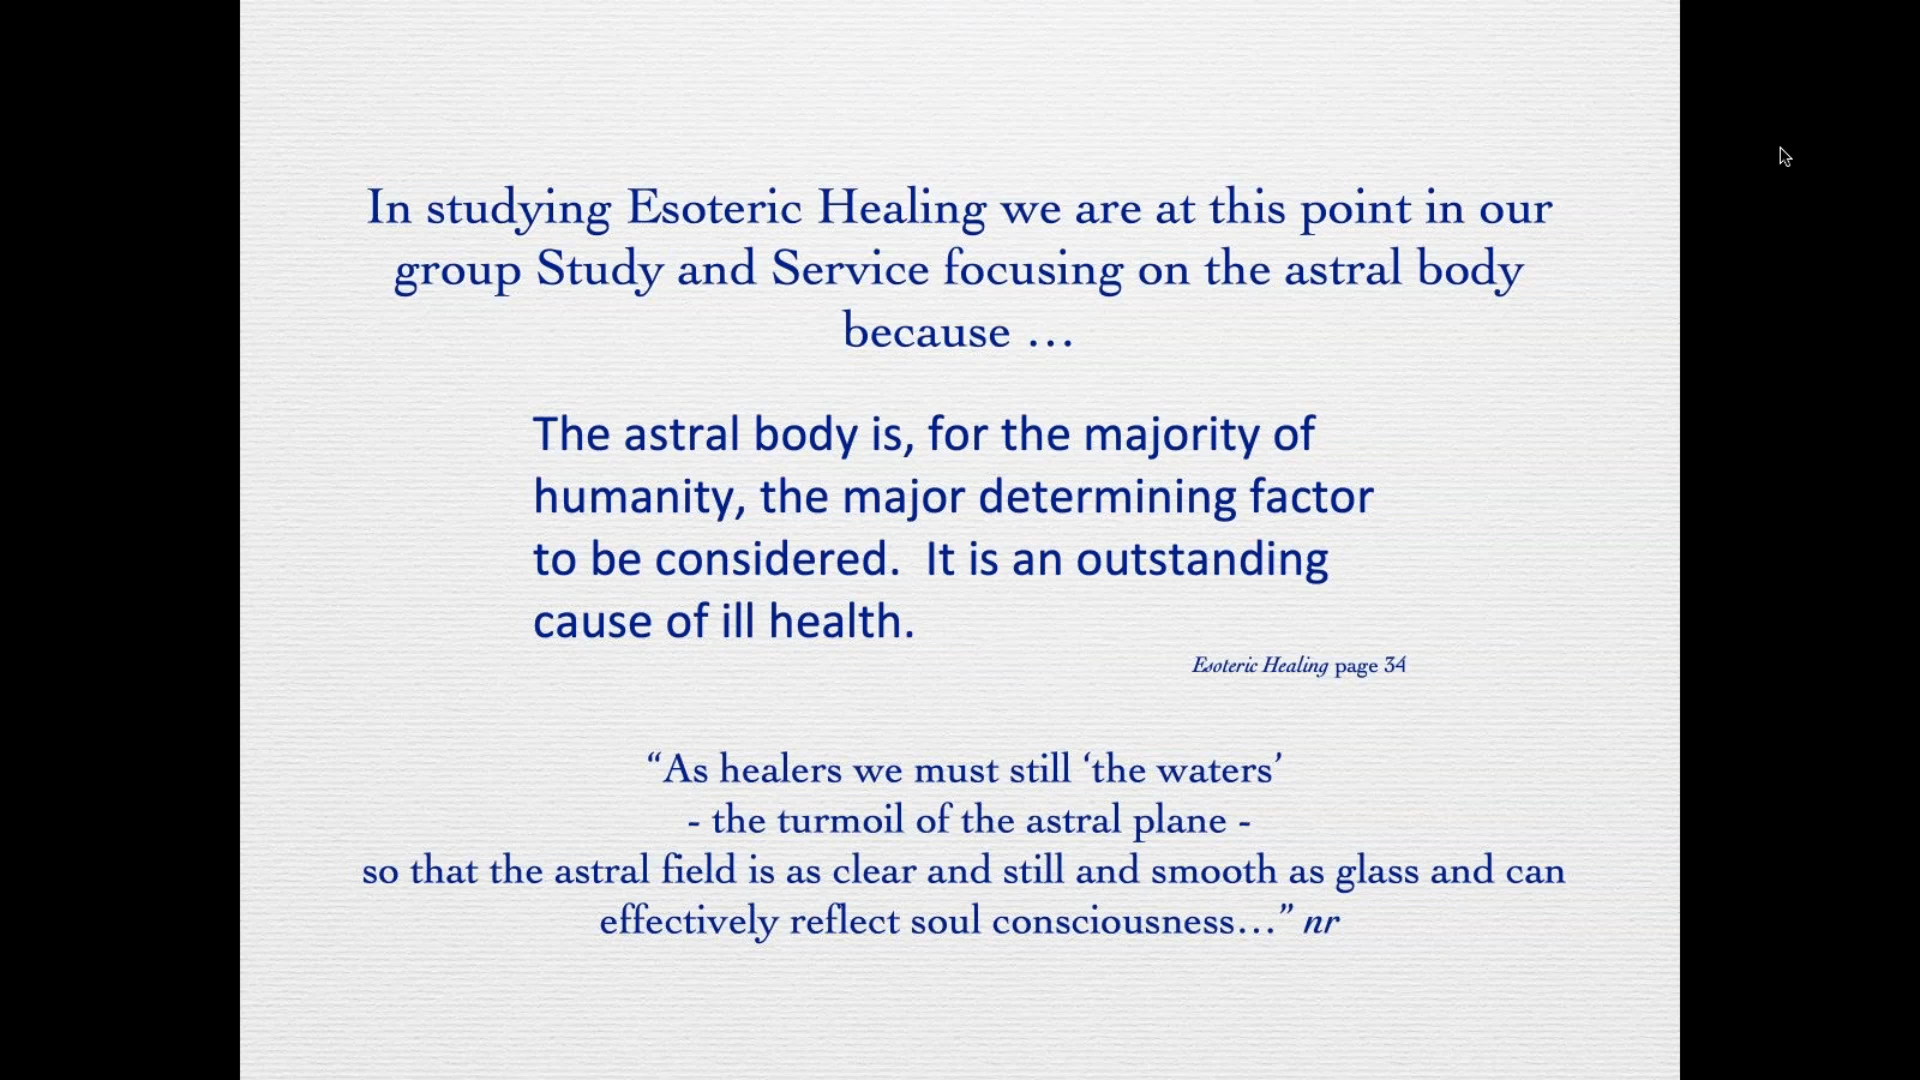 In studying Esoteric Healing we are at this point in our
group Study and Service focusing on the astral body
because …
The astral body is, for the majority of
humanity, the major determining factor
to be considered.  It is an outstanding
cause of ill health.
Esoteric Healing page 34
“As healers we must still ‘the waters’
- the turmoil of the astral plane -
so that the astral field is as clear and still and smooth as glass and can
effectively reflect soul consciousness…” nr